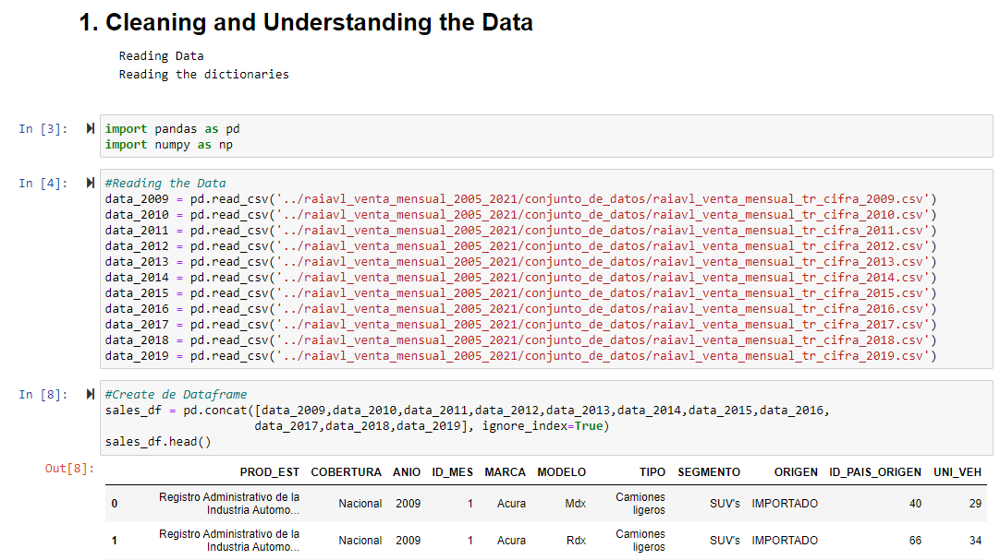 1. Cleaning and Understanding the Data
Reading Data
Reading the dictionaries
In [3]:
import pandas as pd
import numpy as np
In [4]:
#Reading the Data
data_2009 = pd.read_csv('../raiavl_venta_mensual_2005_2021/conjunto_de_datos/raiavl_venta_mensual_tr_cifra_2009.csv')
data_2010 = pd.read_csv('../raiavl_venta_mensual_2005_2021/conjunto_de_datos/raiavl_venta_mensual_tr_cifra_2010.csv')
data_2011 = pd.read_csv('../raiavl_venta_mensual_2005_2021/conjunto_de_datos/raiavl_venta_mensual_tr_cifra_2011.csv')
data_2012 = pd.read_csv('../raiavl_venta_mensual_2005_2021/conjunto_de_datos/raiavl_venta_mensual_tr_cifra_2012.csv')
data_2013 = pd.read_csv('../raiavl_venta_mensual_2005_2021/conjunto_de_datos/raiavl_venta_mensual_tr_cifra_2013.csv')
data_2014 = pd.read_csv('../raiavl_venta_mensual_2005_2021/conjunto_de_datos/raiavl_venta_mensual_tr_cifra_2014.csv')
data_2015 = pd.read_csv('../raiavl_venta_mensual_2005_2021/conjunto_de_datos/raiavl_venta_mensual_tr_cifra_2015.csv')
data_2016 = pd.read_csv('../raiavl_venta_mensual_2005_2021/conjunto_de_datos/raiavl_venta_mensual_tr_cifra_2016.csv')
data_2017 = pd.read_csv('../raiavl_venta_mensual_2005_2021/conjunto_de_datos/raiavl_venta_mensual_tr_cifra_2017.csv')
data_2018 = pd.read_csv('../raiavl_venta_mensual_2005_2021/conjunto_de_datos/raiavl_venta_mensual_tr_cifra_2018.csv')
data_2019 = pd.read_csv('../raiavl_venta_mensual_2005_2021/conjunto_de_datos/raiavl_venta_mensual_tr_cifra_2019.csv')
In [8]:
#Create de Dataframe
sales_df = pd.concat([data_2009,data_2010,data_2011,data_2012,data_2013,data_2014,data_2015,data_2016,
data_2017,data_2018,data_2019], ignore_index=True)
sales_df.head()
Out[8]:
PROD_EST COBERTURA ANIO ID_MES MARCA MODELO TIPO SEGMENTO ORIGEN ID_PAIS_ORIGEN UNI_VEH
0 Registro Administrativo de la Industria Automo... Nacional 2009 1 Acura Mdx Camiones ligeros SUV's IMPORTADO 40 29
1 Registro Administrativo de la Industria Automo... Nacional 2009 1 Acura Rdx Camiones ligeros SUV's IMPORTADO 66 34